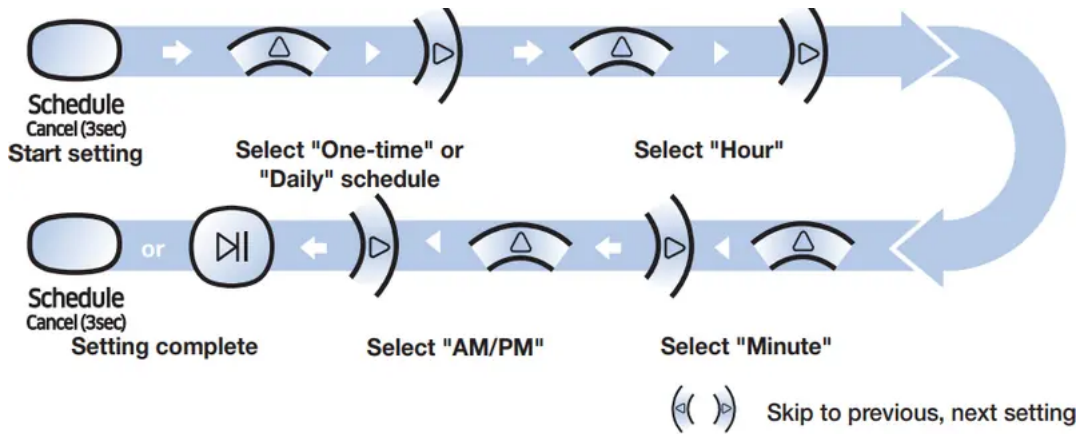 Schedule
Cancel (3sec)
Start setting
Select "One-time" or
"Daily" schedule
Select "Hour"
or
Schedule
Cancel (3sec)
Setting complete
Select "AM/PM"
Select "Minute"
Skip to previous, next setting